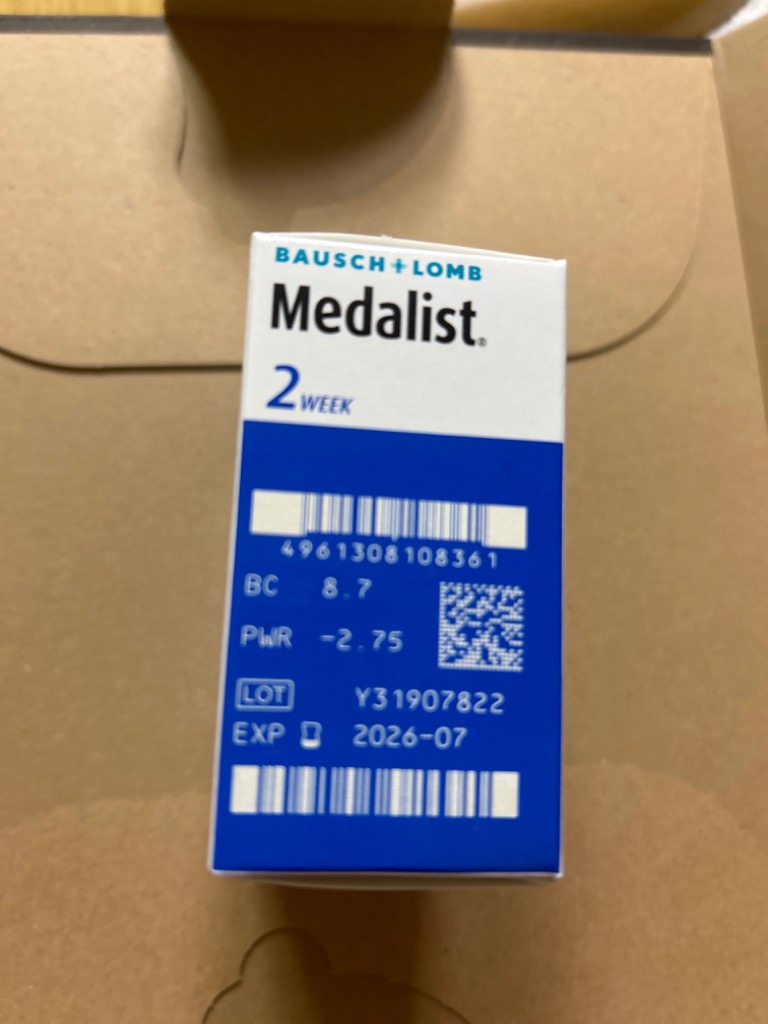 BAUSCH+LOMB
Medalist®
2 WEEK
4961308108361
BC 8.7
PWR -2.75
LOT Y31907822
EXP 2026-07